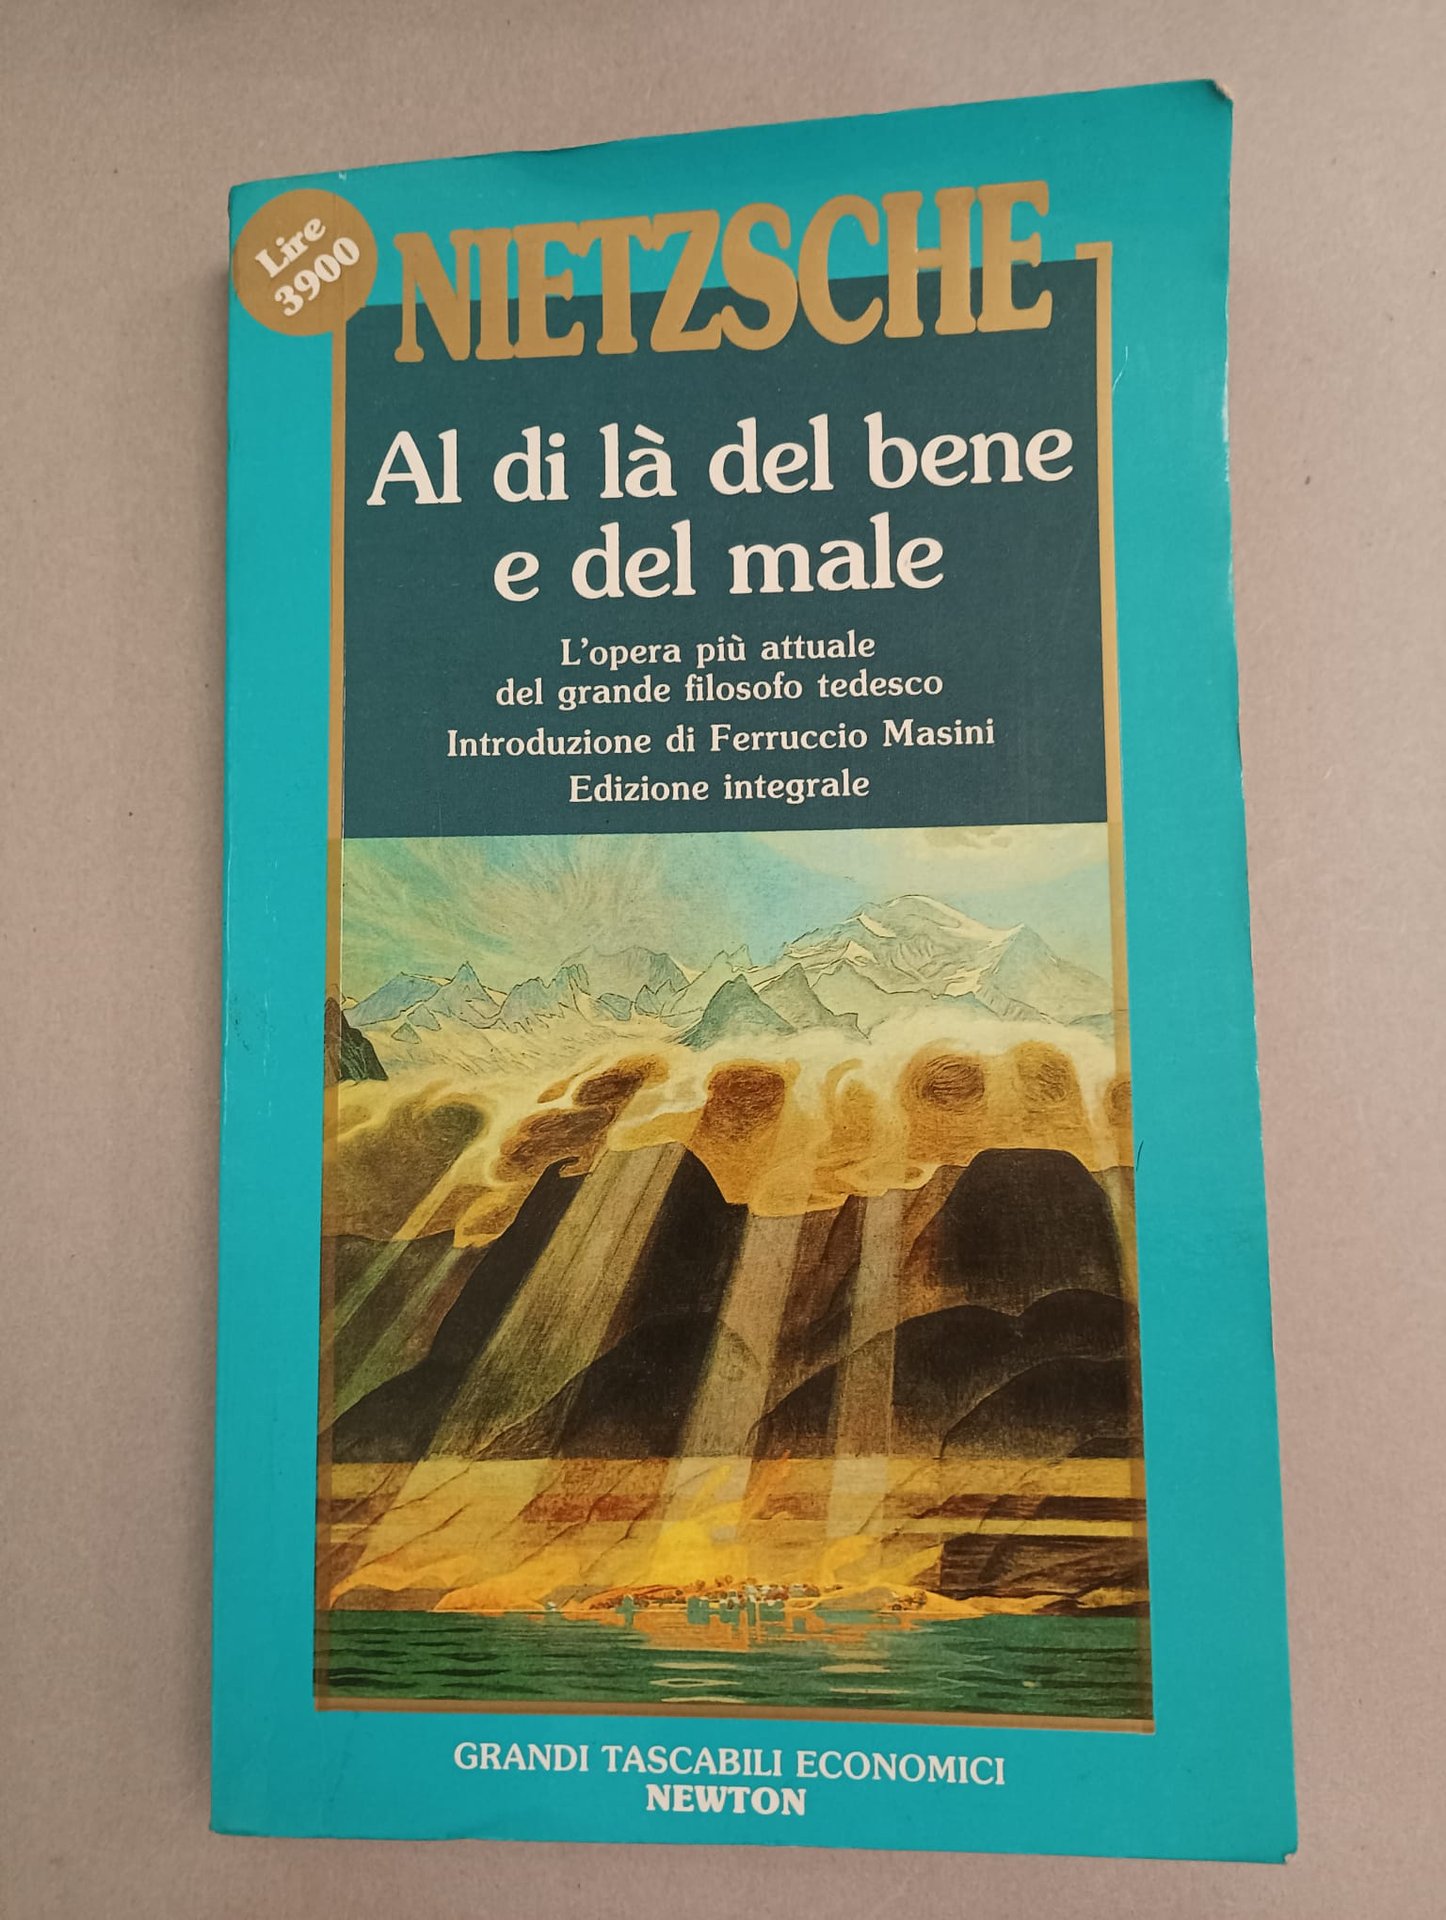 Lire
3900
NIETZSCHE
Al di là del bene
e del male
L'opera più attuale
del grande filosofo tedesco
Introduzione di Ferruccio Masini
Edizione integrale
GRANDI TASCABILI ECONOMICI
NEWTON